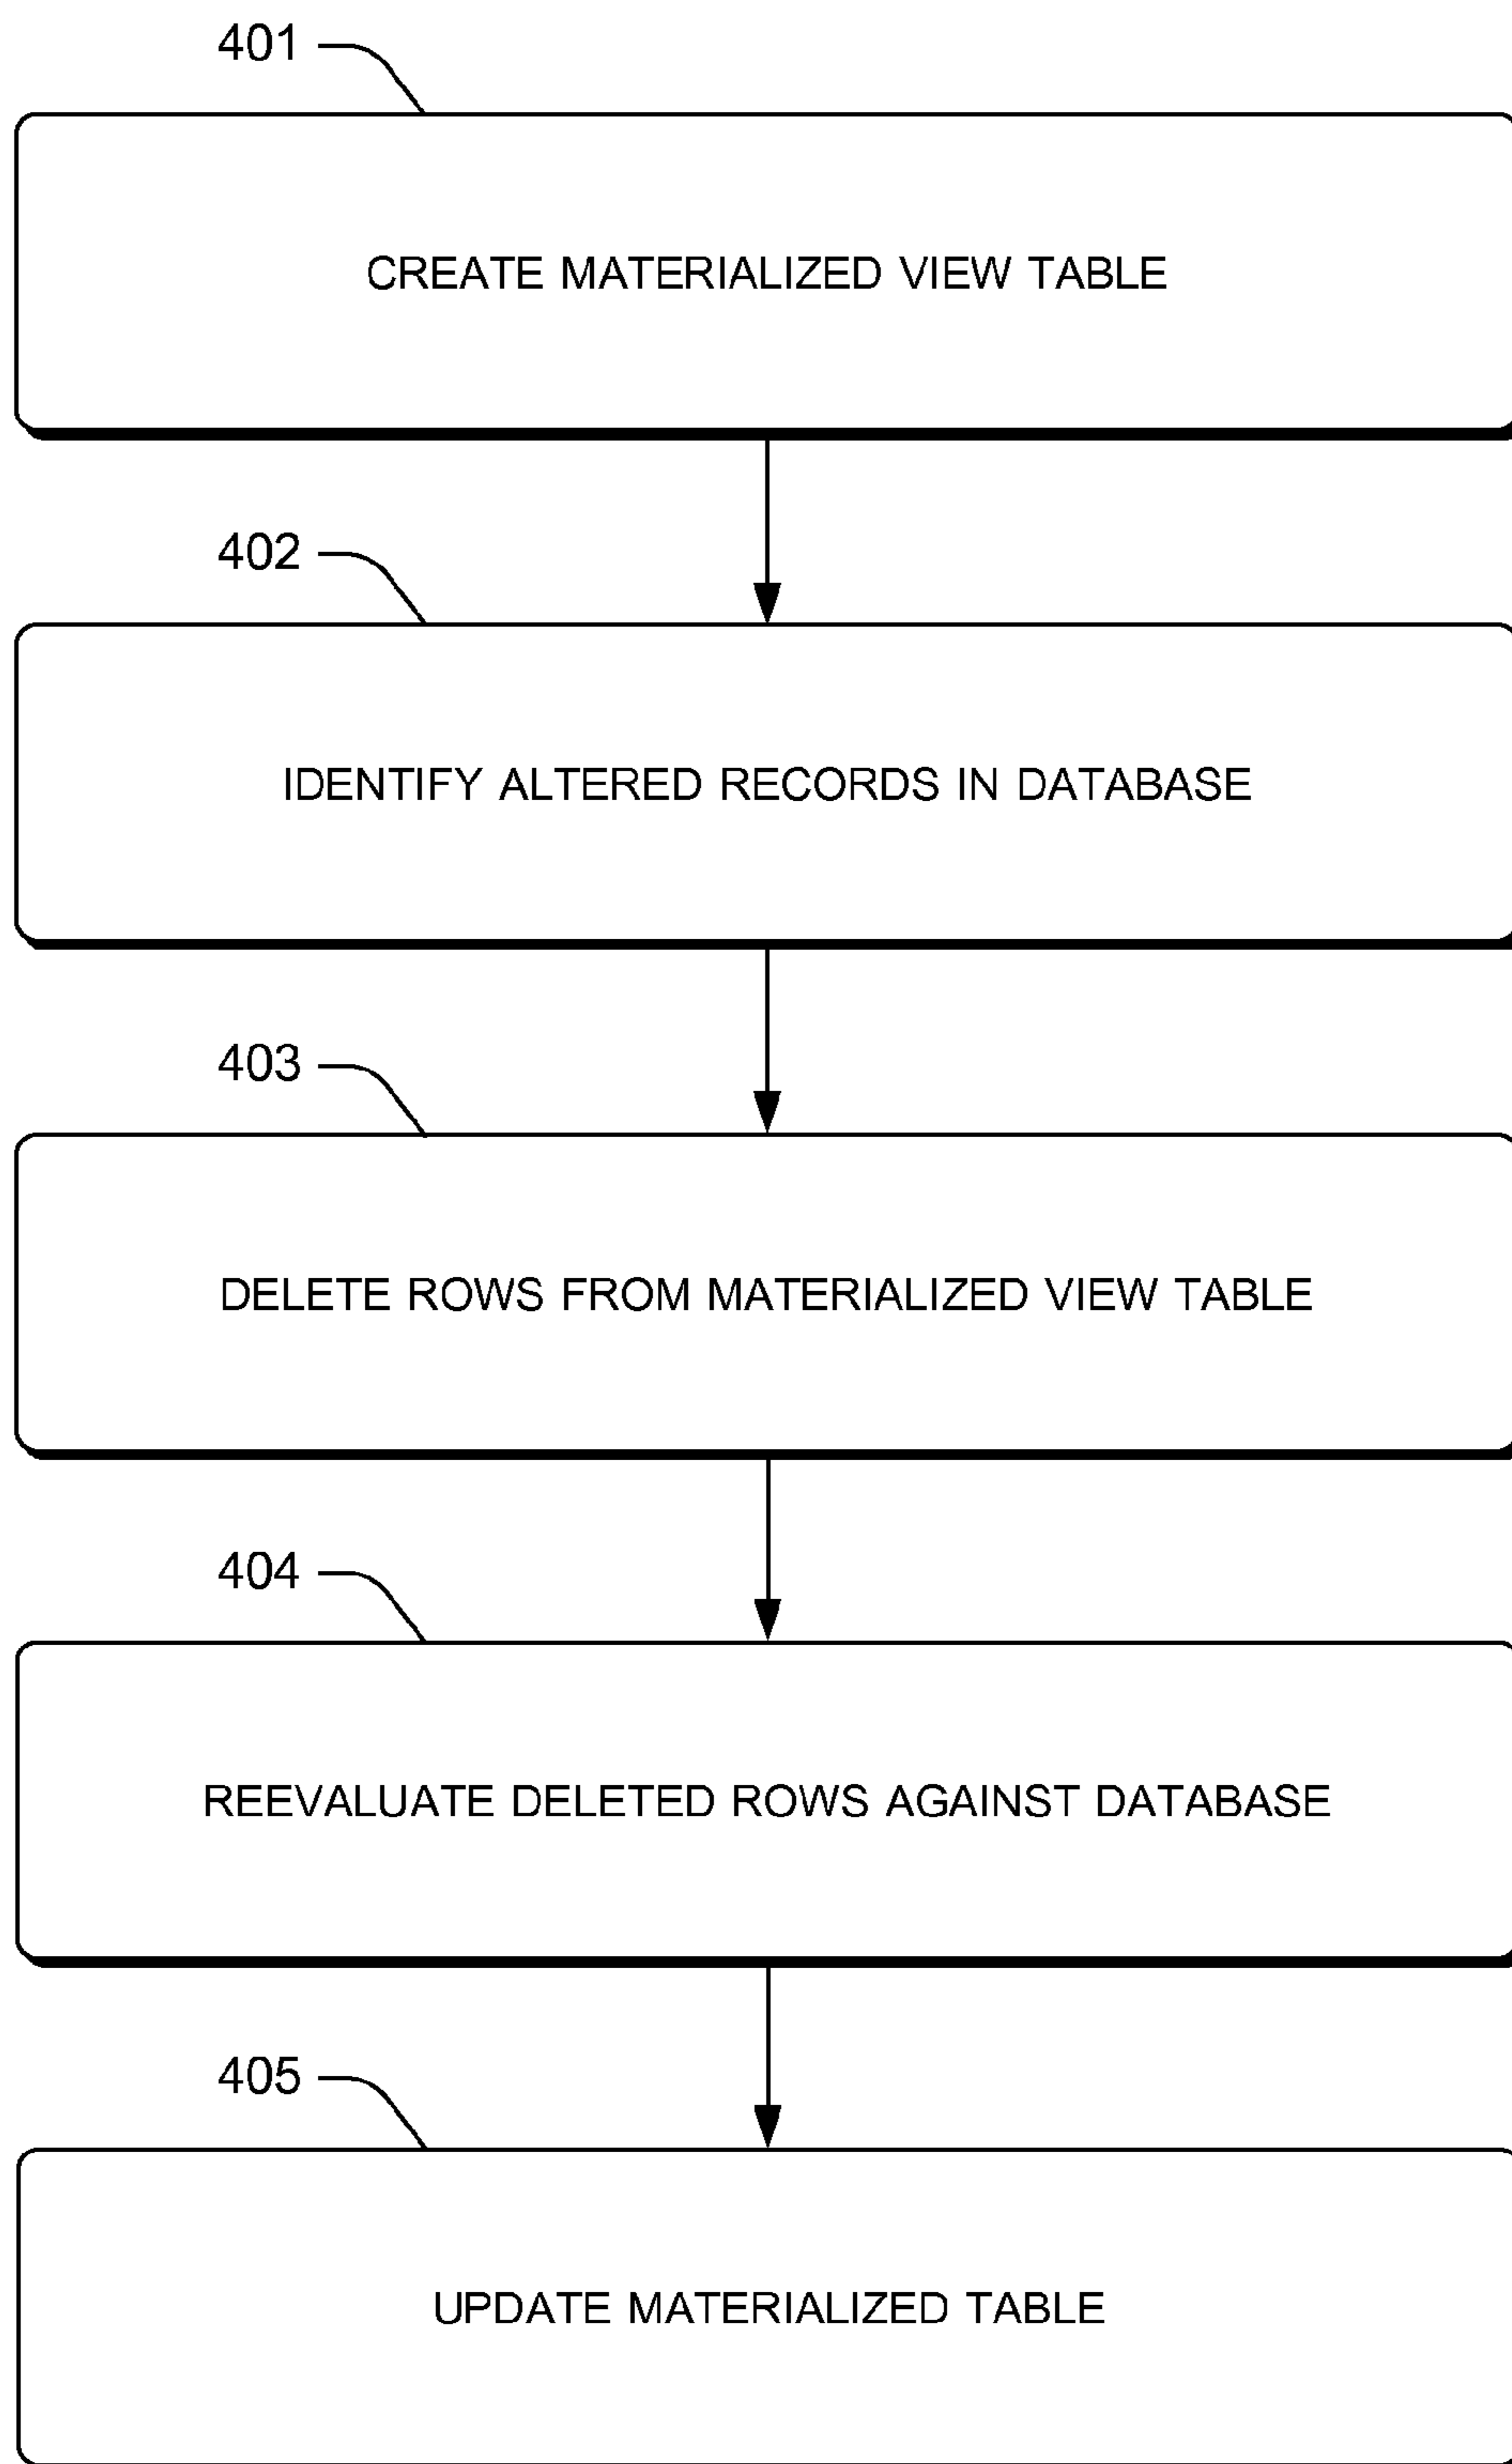 401
CREATE MATERIALIZED VIEW TABLE
402
IDENTIFY ALTERED RECORDS IN DATABASE
403
DELETE ROWS FROM MATERIALIZED VIEW TABLE
404
REEVALUATE DELETED ROWS AGAINST DATABASE
405
UPDATE MATERIALIZED TABLE